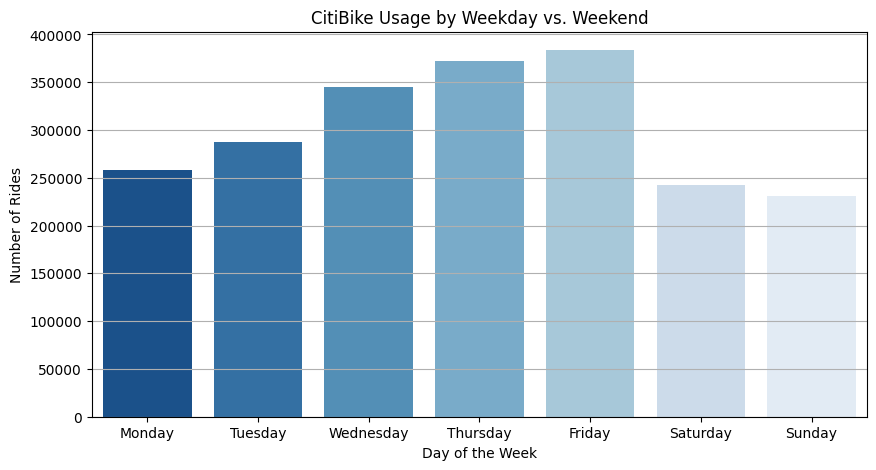 CitiBike Usage by Weekday vs. Weekend
400000
350000
300000
250000
200000
150000
100000
50000
0
Number of Rides
Monday Tuesday Wednesday Thursday Friday Saturday Sunday
Day of the Week